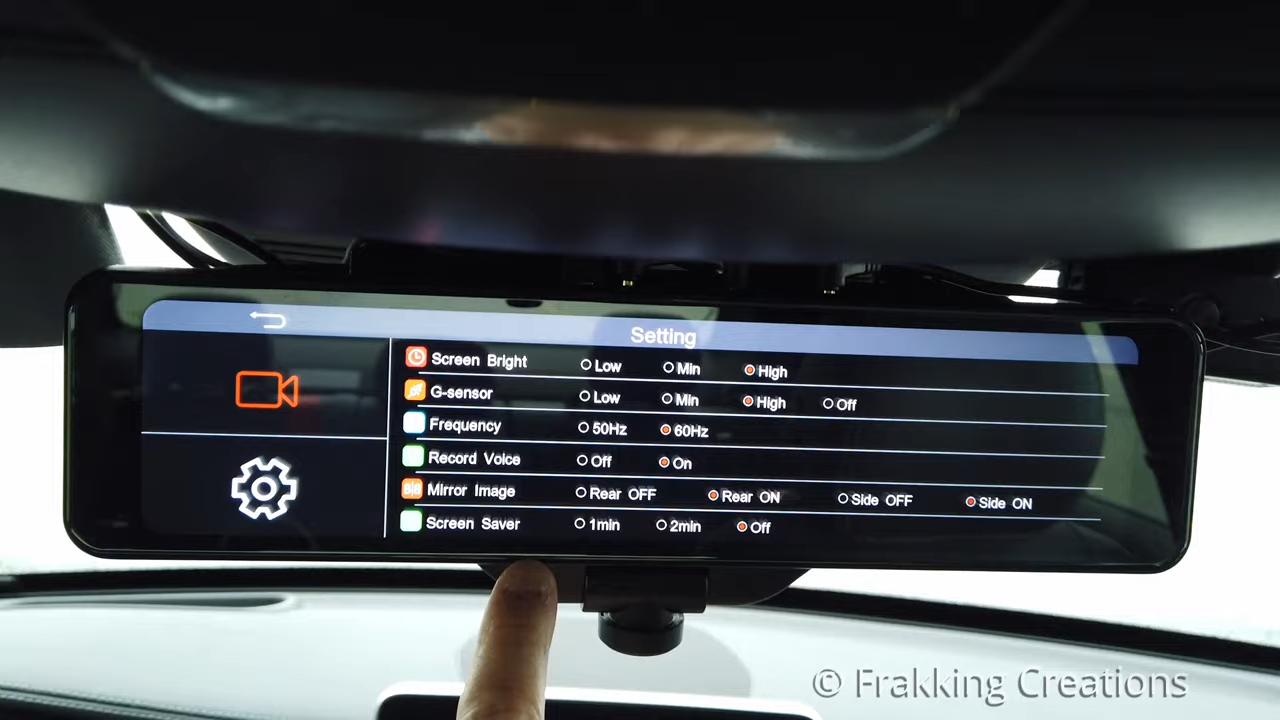 Setting
Screen Bright Low Min High
G-sensor Low Min High Off
Frequency 50Hz 60Hz
Record Voice Off On
Mirror Image Rear OFF Rear ON Side OFF Side ON
Screen Saver 1min 2min Off
© Frakking Creations